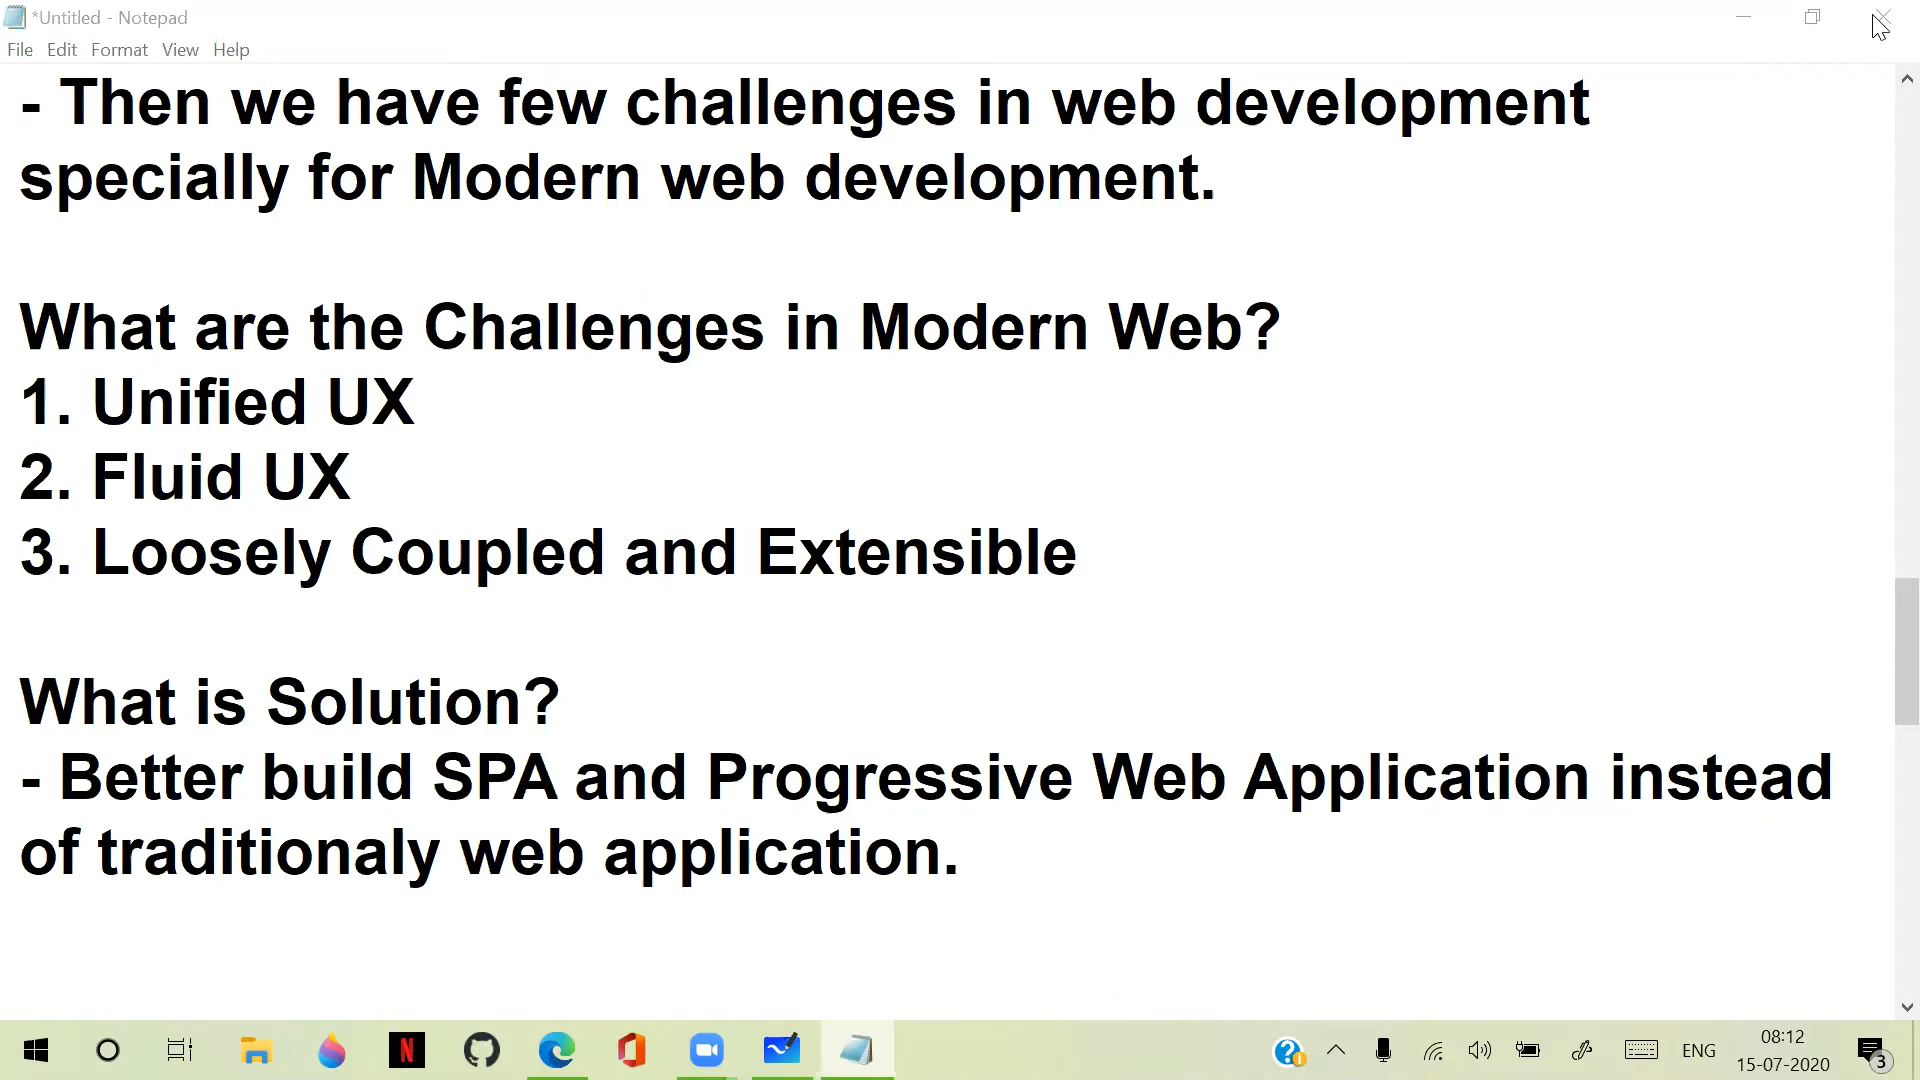 *Untitled - Notepad
File Edit Format View Help
- Then we have few challenges in web development
specially for Modern web development.
What are the Challenges in Modern Web?
1. Unified UX
2. Fluid UX
3. Loosely Coupled and Extensible
What is Solution?
- Better build SPA and Progressive Web Application instead
of traditionaly web application.
N
ENG
08:12
15-07-2020
3